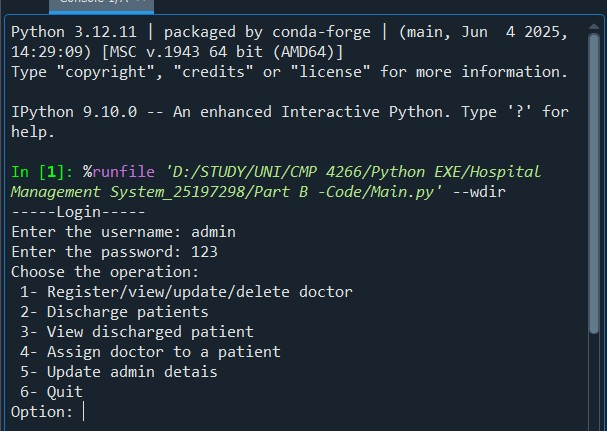 Console 1/A
Python 3.12.11 | packaged by conda-forge | (main, Jun  4 2025,
14:29:09) [MSC v.1943 64 bit (AMD64)]
Type "copyright", "credits" or "license" for more information.
IPython 9.10.0 -- An enhanced Interactive Python. Type '?' for
help.
In [1]: %runfile 'D:/STUDY/UNI/CMP 4266/Python EXE/Hospital
Management System_25197298/Part B -Code/Main.py' --wdir
-----Login-----
Enter the username: admin
Enter the password: 123
Choose the operation:
 1- Register/view/update/delete doctor
 2- Discharge patients
 3- View discharged patient
 4- Assign doctor to a patient
 5- Update admin detais
 6- Quit
Option: